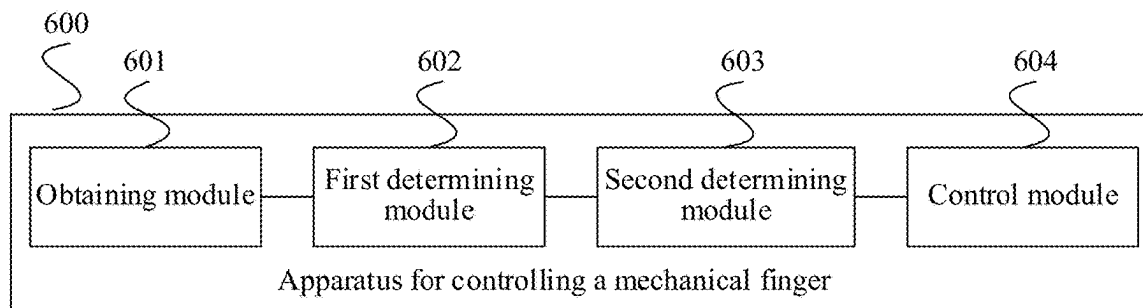 600
601 602 603 604
Obtaining module
First determining
module
Second determining
module
Control module
Apparatus for controlling a mechanical finger